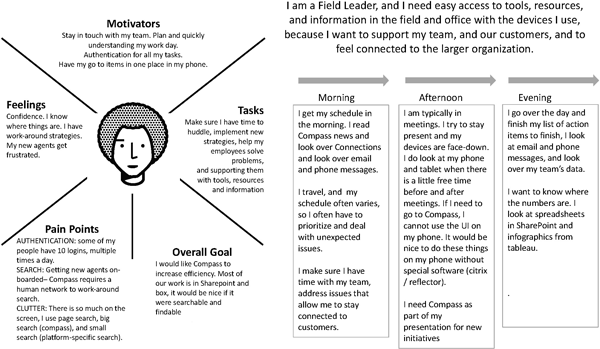 Motivators
Stay in touch with my team. Plan and quickly
understanding my work day.
Authentication for all my tasks.
Have my go to items in one place in my phone.
Feelings
Confidence. I know
where things are. I have
work-around strategies.
My new agents get
frustrated.
Tasks
Make sure I have time to
huddle, implement new
strategies, help my
employees solve
problems,
and supporting them
with tools, resources
and information
Pain Points
AUTHENTICATION: some of my
people have 10 logins, multiple
times a day.
SEARCH: Getting new agents on-
boarded– Compass requires a
human network to work-around
search.
CLUTTER: There is so much on the
screen, I use page search, big
search (compass), and small
search (platform-specific search).
Overall Goal
I would like Compass to
increase efficiency. Most of
our work is in Sharepoint and
box, it would be nice if it
were searchable and
findable
I am a Field Leader, and I need easy access to tools, resources,
and information in the field and office with the devices I use,
because I want to support my team, and our customers, and to
feel connected to the larger organization.
Morning
I get my schedule in
the morning. I read
Compass news and
look over Connections
and look over email
and phone messages.
I travel, and  my
schedule often varies,
so I often have to
prioritize and deal
with unexpected
issues.
I make sure I have
time with my team,
address issues that
allow me to stay
connected to
customers.
Afternoon
I am typically in
meetings. I try to stay
present and my
devices are face-down.
I do look at my phone
and tablet when there
is a little free time
before and after
meetings. If I need to
go to Compass, I
cannot use the UI on
my phone. It would be
nice to do these things
on my phone without
special software (citrix
/ reflector).
I need Compass as
part of my
presentation for new
initiatives
Evening
I go over the day and
finish my list of action
items to finish, I look
at email and phone
messages, and look
over my team's data.
I want to know where
the numbers are. I
look at spreadsheets
in SharePoint and
infographics from
tableau.
.